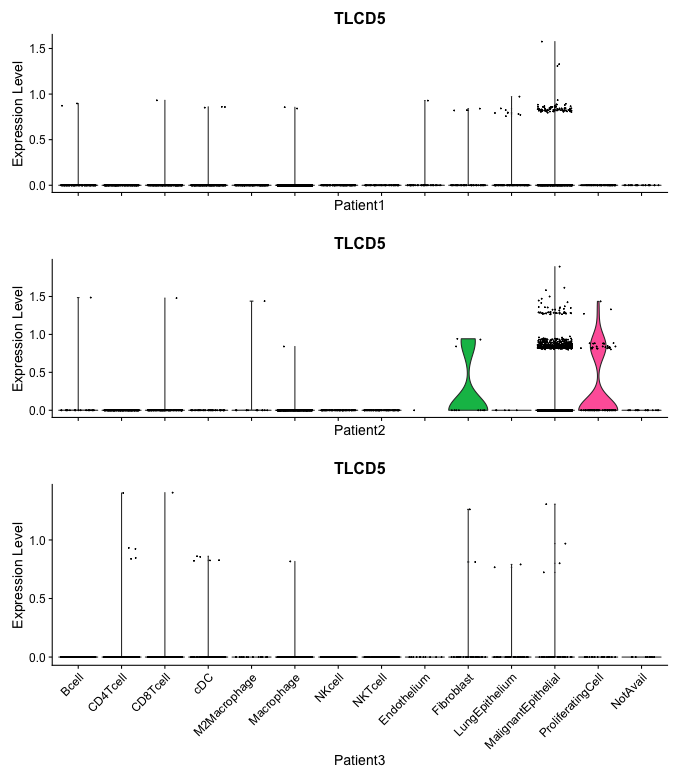 TLCD5
Expression Level
1.5
1.0
0.5
0.0
Patient1
TLCD5
Expression Level
1.5
1.0
0.5
0.0
Patient2
TLCD5
Expression Level
1.0
0.5
0.0
Bcell
CD4Tcell
CD8Tcell
cDC
M2Macrophage
Macrophage
NKcell
NKTcell
Endothelium
Fibroblast
LungEpithelium
MalignantEpithelial
ProliferatingCell
NotAvail
Patient3